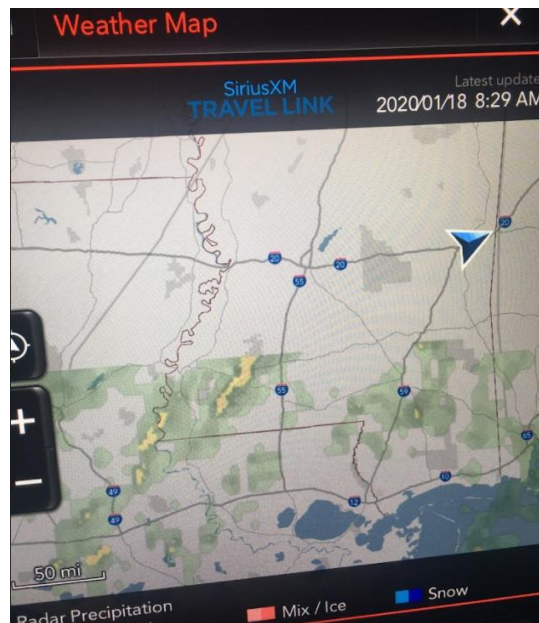 Weather Map
X
SiriusXM
TRAVEL LINK
Latest update
2020/01/18 8:29 AM
20
20
20
55
55
59
65
49
49
12
10
+
-
50 mi
Radar Precipitation
Mix / Ice
Snow